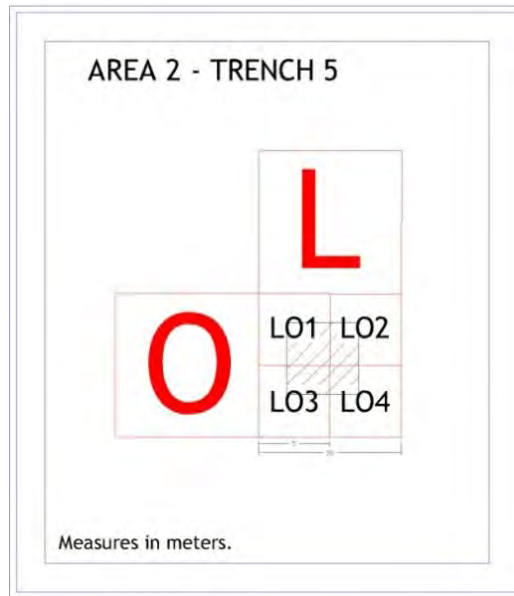 AREA 2 - TRENCH 5
L
O
LO1 LO2
LO3 LO4
Measures in meters.